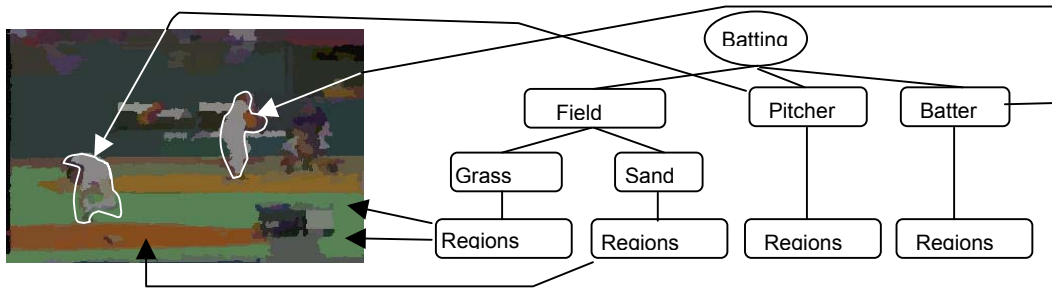 Batting
Field
Pitcher
Batter
Grass
Sand
Regions
Regions
Regions
Regions